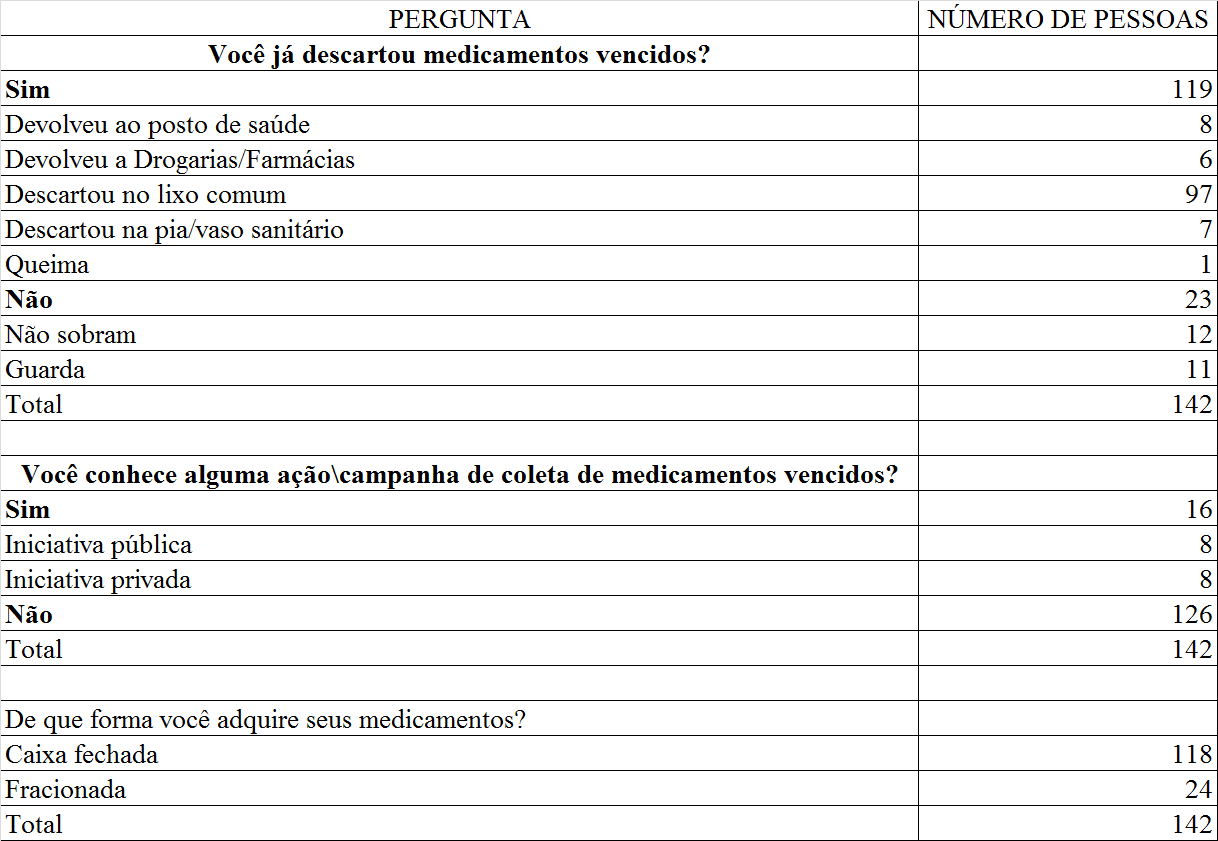 PERGUNTA NÚMERO DE PESSOAS
Você já descartou medicamentos vencidos?
Sim 119
Devolveu ao posto de saúde 8
Devolveu a Drogarias/Farmácias 6
Descartou no lixo comum 97
Descartou na pia/vaso sanitário 7
Queima 1
Não 23
Não sobram 12
Guarda 11
Total 142
Você conhece alguma ação\campanha de coleta de medicamentos vencidos?
Sim 16
Iniciativa pública 8
Iniciativa privada 8
Não 126
Total 142
De que forma você adquire seus medicamentos?
Caixa fechada 118
Fracionada 24
Total 142